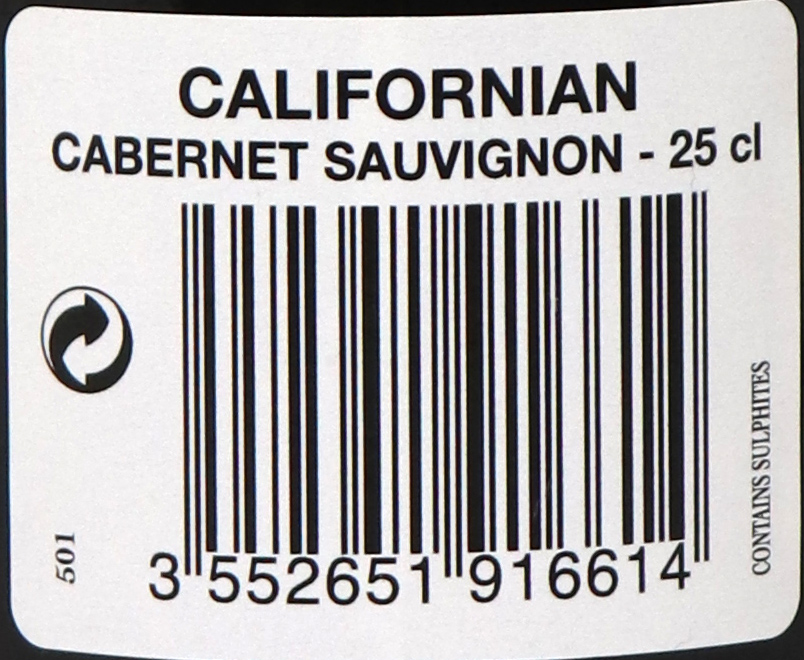 CALIFORNIAN
CABERNET SAUVIGNON - 25 cl
501
3 552651 916614
CONTAINS SULPHITES